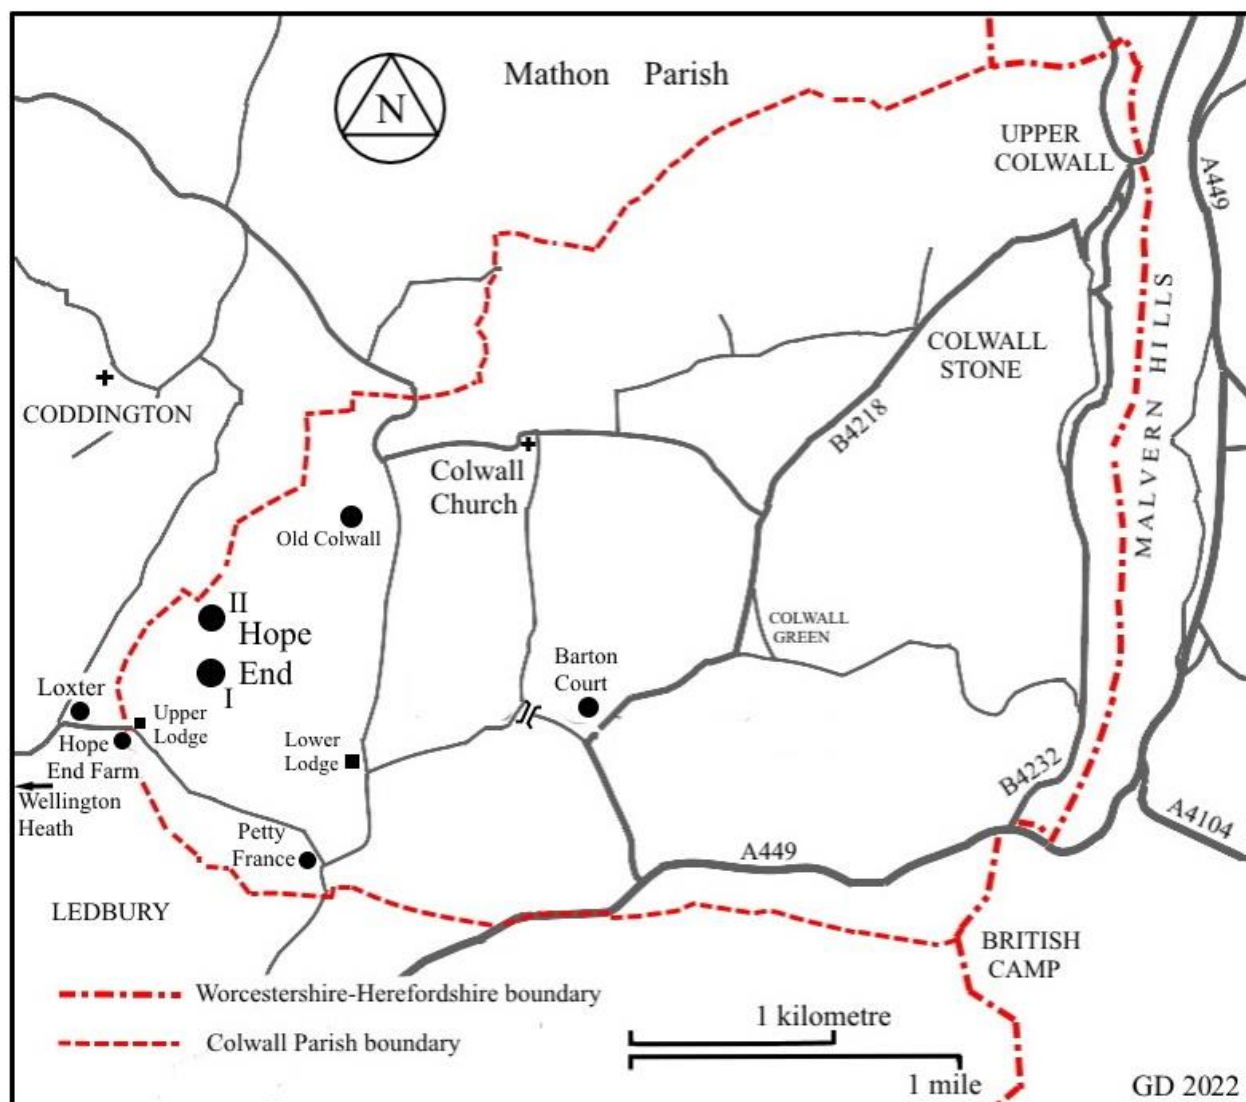 Mathon Parish
N
UPPER
COLWALL
A449
MALVERN HILLS
COLWALL
STONE
B4218
CODDINGTON
Colwall
Church
Old Colwall
II
Hope
End
I
COLWALL
GREEN
Barton
Court
Loxter
Upper
Lodge
Hope
End Farm
Lower
Lodge
Wellington
Heath
B4232
A4104
Petty
France
A449
LEDBURY
BRITISH
CAMP
Worcestershire-Herefordshire boundary
Colwall Parish boundary
1 kilometre
1 mile
GD 2022